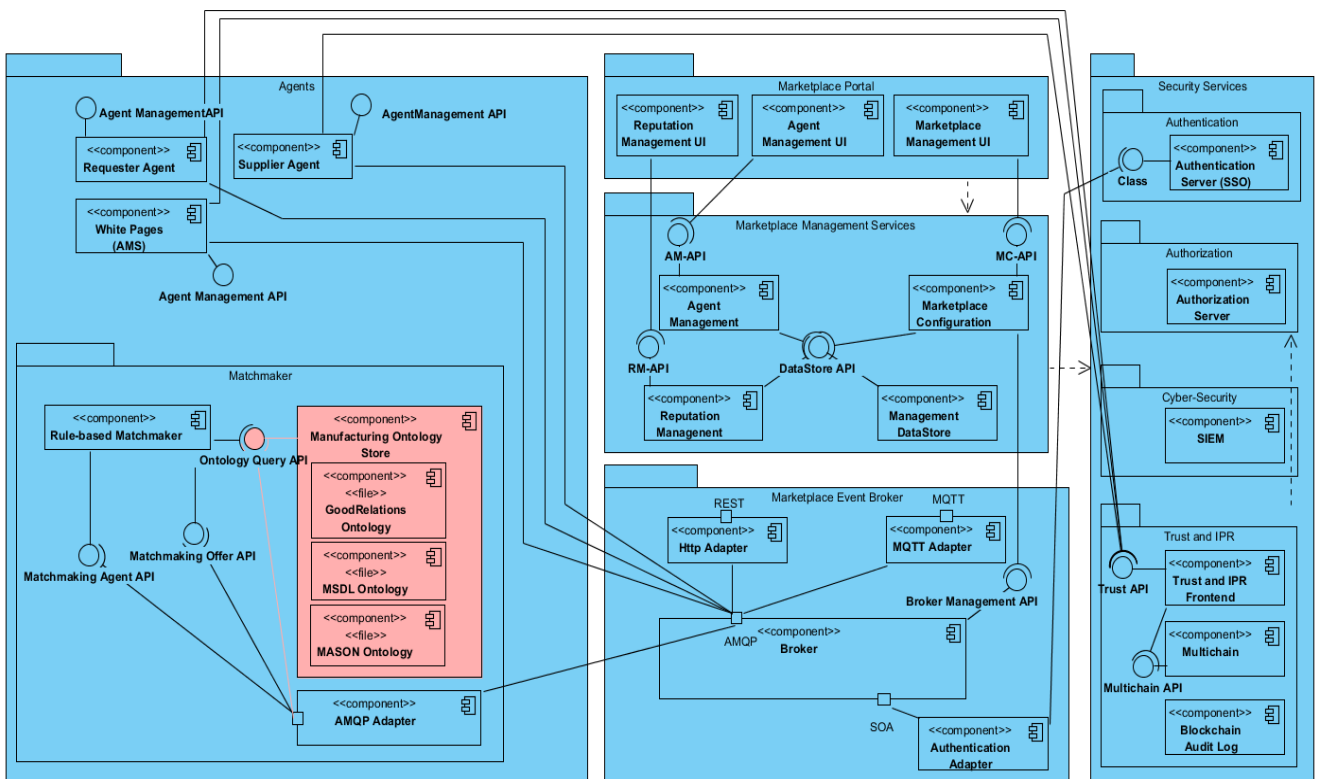 Agents
Agent ManagementAPI
AgentManagement API
<<component>>
Requester Agent
<<component>>
Supplier Agent
<<component>>
White Pages
(AMS)
Agent Management API
Matchmaker
<<component>>
Rule-based Matchmaker
Ontology Query API
Matchmaking Offer API
Matchmaking Agent API
<<component>>
Manufacturing Ontology
Store
<<component>>
<<file>>
GoodRelations
Ontology
<<component>>
<<file>>
MSDL Ontology
<<component>>
<<file>>
MASON Ontology
<<component>>
AMQP Adapter
Marketplace Portal
<<component>>
Reputation
Management UI
<<component>>
Agent
Management UI
<<component>>
Marketplace
Management UI
Marketplace Management Services
AM-API
MC-API
<<component>>
Agent
Management
<<component>>
Marketplace
Configuration
RM-API
DataStore API
<<component>>
Reputation
Management
<<component>>
Management
DataStore
Marketplace Event Broker
REST
MQTT
<<component>>
Http Adapter
<<component>>
MQTT Adapter
Broker Management API
AMQP
<<component>>
Broker
SOA
<<component>>
Authentication
Adapter
Security Services
Authentication
Class
<<component>>
Authentication
Server (SSO)
Authorization
<<component>>
Authorization
Server
Cyber-Security
<<component>>
SIEM
Trust and IPR
Trust API
<<component>>
Trust and IPR
Frontend
<<component>>
Multichain
Multichain API
<<component>>
Blockchain
Audit Log